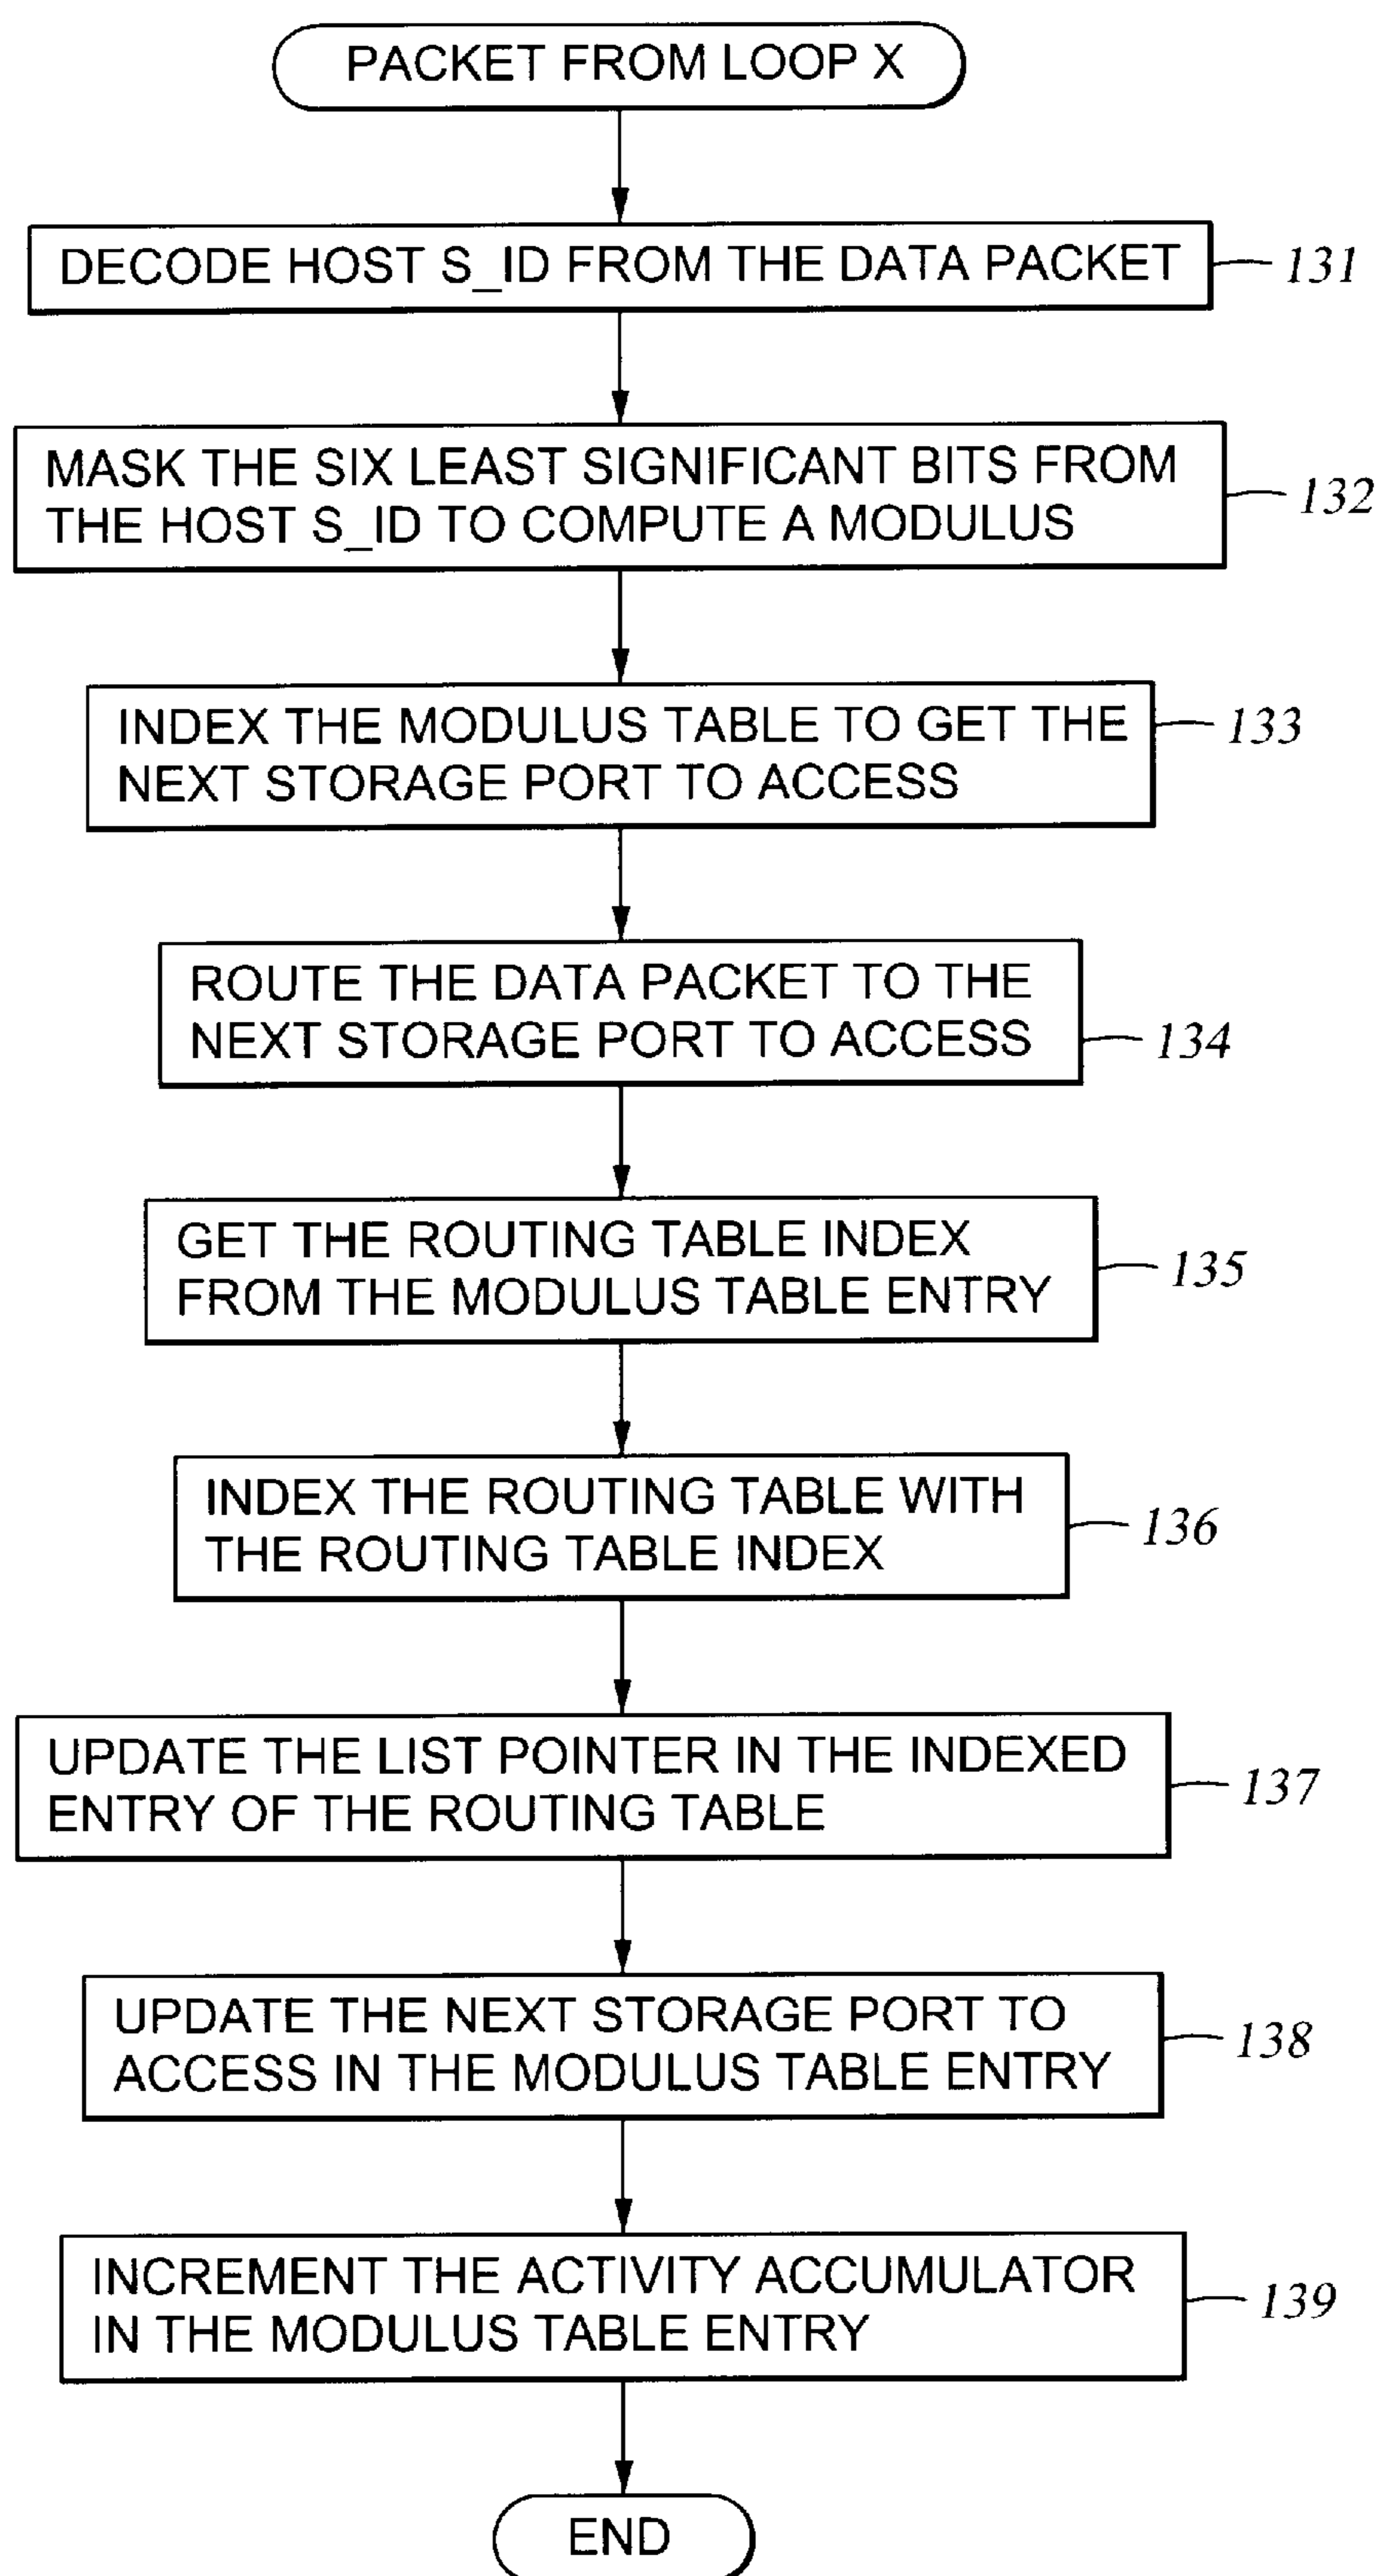 PACKET FROM LOOP X
DECODE HOST S_ID FROM THE DATA PACKET
131
MASK THE SIX LEAST SIGNIFICANT BITS FROM
THE HOST S_ID TO COMPUTE A MODULUS
132
INDEX THE MODULUS TABLE TO GET THE
NEXT STORAGE PORT TO ACCESS
133
ROUTE THE DATA PACKET TO THE
NEXT STORAGE PORT TO ACCESS
134
GET THE ROUTING TABLE INDEX
FROM THE MODULUS TABLE ENTRY
135
INDEX THE ROUTING TABLE WITH
THE ROUTING TABLE INDEX
136
UPDATE THE LIST POINTER IN THE INDEXED
ENTRY OF THE ROUTING TABLE
137
UPDATE THE NEXT STORAGE PORT TO
ACCESS IN THE MODULUS TABLE ENTRY
138
INCREMENT THE ACTIVITY ACCUMULATOR
IN THE MODULUS TABLE ENTRY
139
END